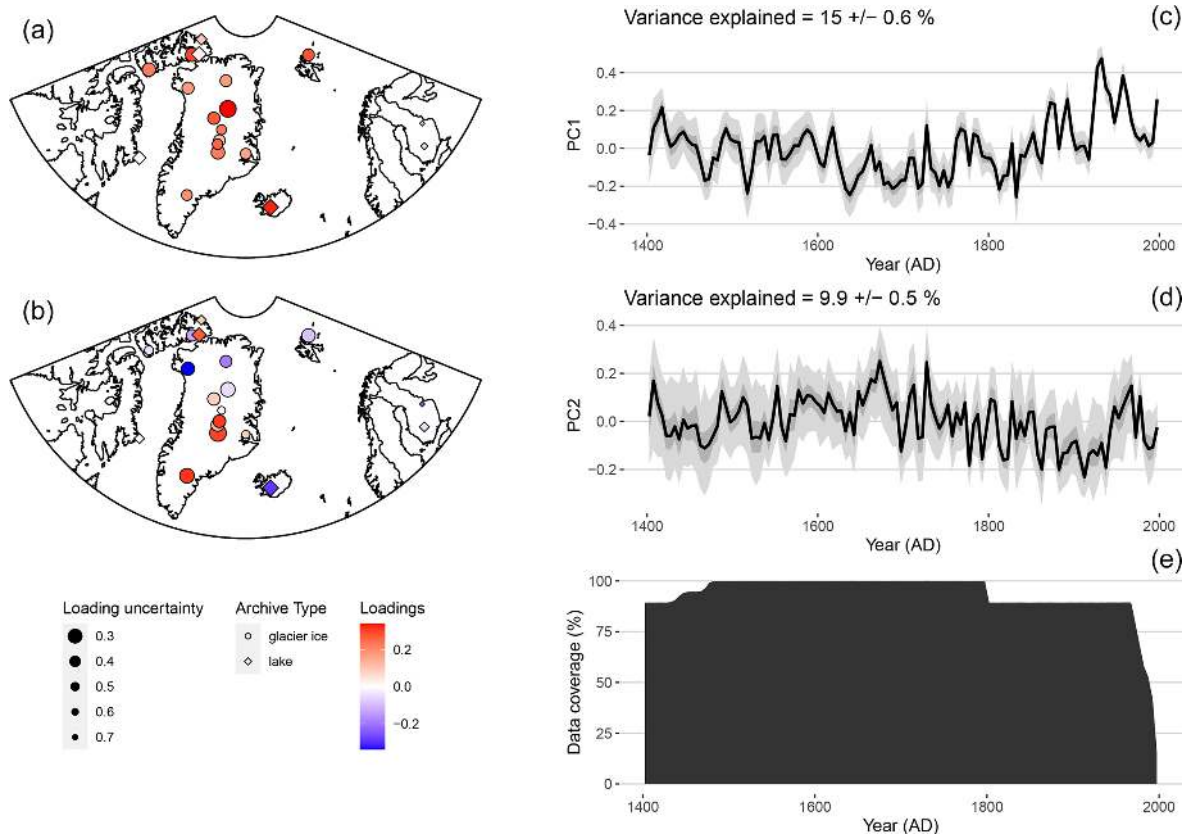 (a)
(b)
Loading uncertainty
0.3
0.4
0.5
0.6
0.7
Archive Type
glacier ice
lake
Loadings
0.2
0.0
−0.2
Variance explained = 15 +/− 0.6 %
(c)
PC1
0.4
0.2
0.0
−0.2
−0.4
1400
1600
1800
2000
Year (AD)
Variance explained = 9.9 +/− 0.5 %
(d)
PC2
0.4
0.2
0.0
−0.2
1400
1600
1800
2000
Year (AD)
(e)
Data coverage (%)
100
75
50
25
0
1400
1600
1800
2000
Year (AD)